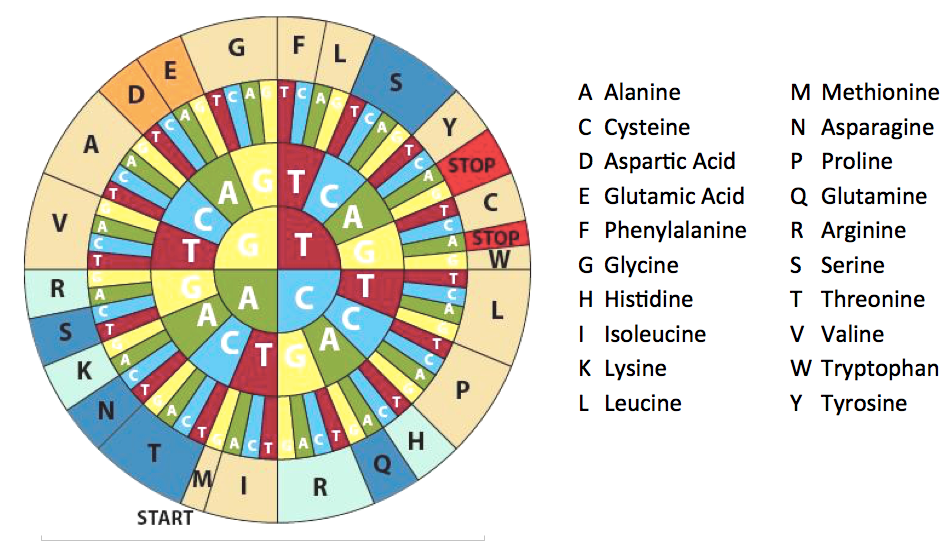 F L S Y STOP C STOP W L P H Q R I M T N K S R V A D E G
T C A G T C A G T C A G T C A G
T C A G T C A G T C A G T C A G
T C A G T C A G T C A G T C A G
T C A G T C A G T C A G T C A G
T C A G T C A G T C A G T C A G
T C A G
START
A Alanine
C Cysteine
D Aspartic Acid
E Glutamic Acid
F Phenylalanine
G Glycine
H Histidine
I Isoleucine
K Lysine
L Leucine
M Methionine
N Asparagine
P Proline
Q Glutamine
R Arginine
S Serine
T Threonine
V Valine
W Tryptophan
Y Tyrosine